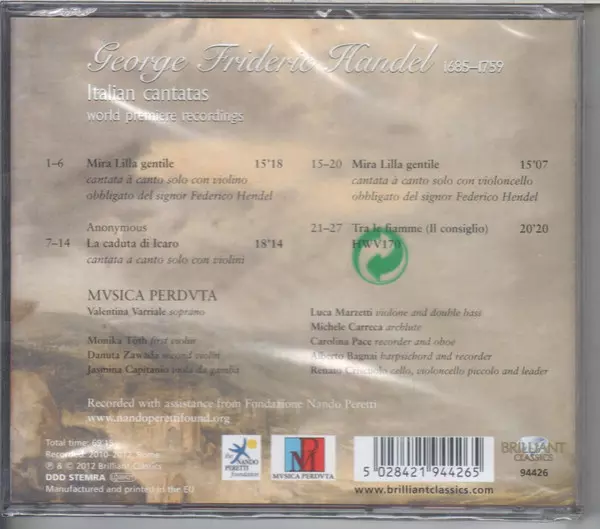 George Frideric Handel 1685–1759
Italian cantatas
world premiere recordings
1–6 Mira Lilla gentile 15'18
cantata à canto solo con violino
obbligato del signor Federico Hendel
Anonymous
7–14 La caduta di Icaro 18'14
cantata a canto solo con violini
15–20 Mira Lilla gentile 15'07
cantata à canto solo con violoncello
obbligato del signor Federico Hendel
21–27 Tra le fiamme (Il consiglio) 20'20
HWV170
MVSICA PERDVTA
Valentina Varriale soprano
Monika Toth first violin
Danuta Zawada second violin
Jasmina Capitanio viola da gamba
Luca Marzetti violone and double bass
Michele Carreca archlute
Carolina Pace recorder and oboe
Alberto Bagnai harpsichord and recorder
Renato Criscuolo cello, violoncello piccolo and leader
Recorded with assistance from Fondazione Nando Peretti
www.nandoperettifound.org
Total time:
Recorded: 2010-2012, Rome
℗ & © 2012 Brilliant Classics
DDD STEMRA
Manufactured and printed in the EU
the
NANDO
PERETTI
foundation
MP
MVSICA PERDVTA
5 028421 944265
www.brilliantclassics.com
BRILLIANT
CLASSICS
94426